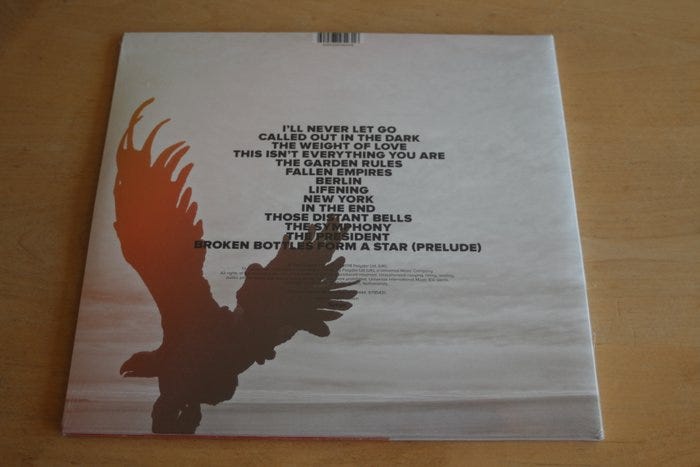 I'LL NEVER LET GO
CALLED OUT IN THE DARK
THE WEIGHT OF LOVE
THIS ISN'T EVERYTHING YOU ARE
THE GARDEN RULES
FALLEN EMPIRES
BERLIN
LIFENING
NEW YORK
IN THE END
THOSE DISTANT BELLS
THE SYMPHONY
THE PRESIDENT
BROKEN BOTTLES FORM A STAR (PRELUDE)